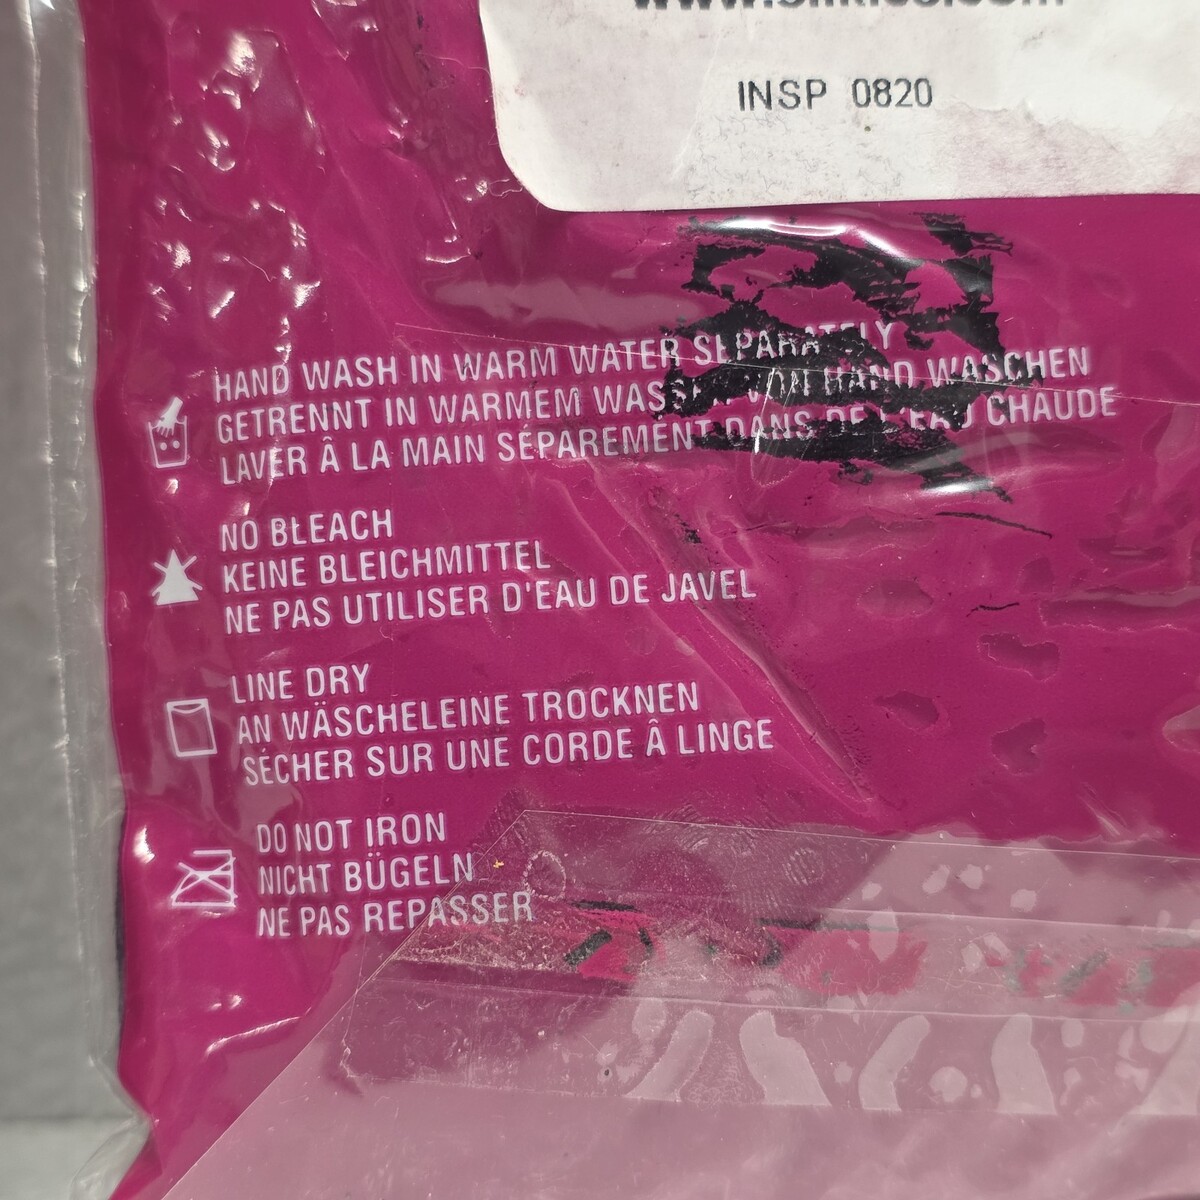 INSP 0820
HAND WASH IN WARM WATER SEPARATELY
GETRENNT IN WARMEM WASSER VON HAND WASCHEN
LAVER Â LA MAIN SÉPAREMENT DANS DE L'EAU CHAUDE
NO BLEACH
KEINE BLEICHMITTEL
NE PAS UTILISER D'EAU DE JAVEL
LINE DRY
AN WÄSCHELEINE TROCKNEN
SÉCHER SUR UNE CORDE Â LINGE
DO NOT IRON
NICHT BÜGELN
NE PAS REPASSER